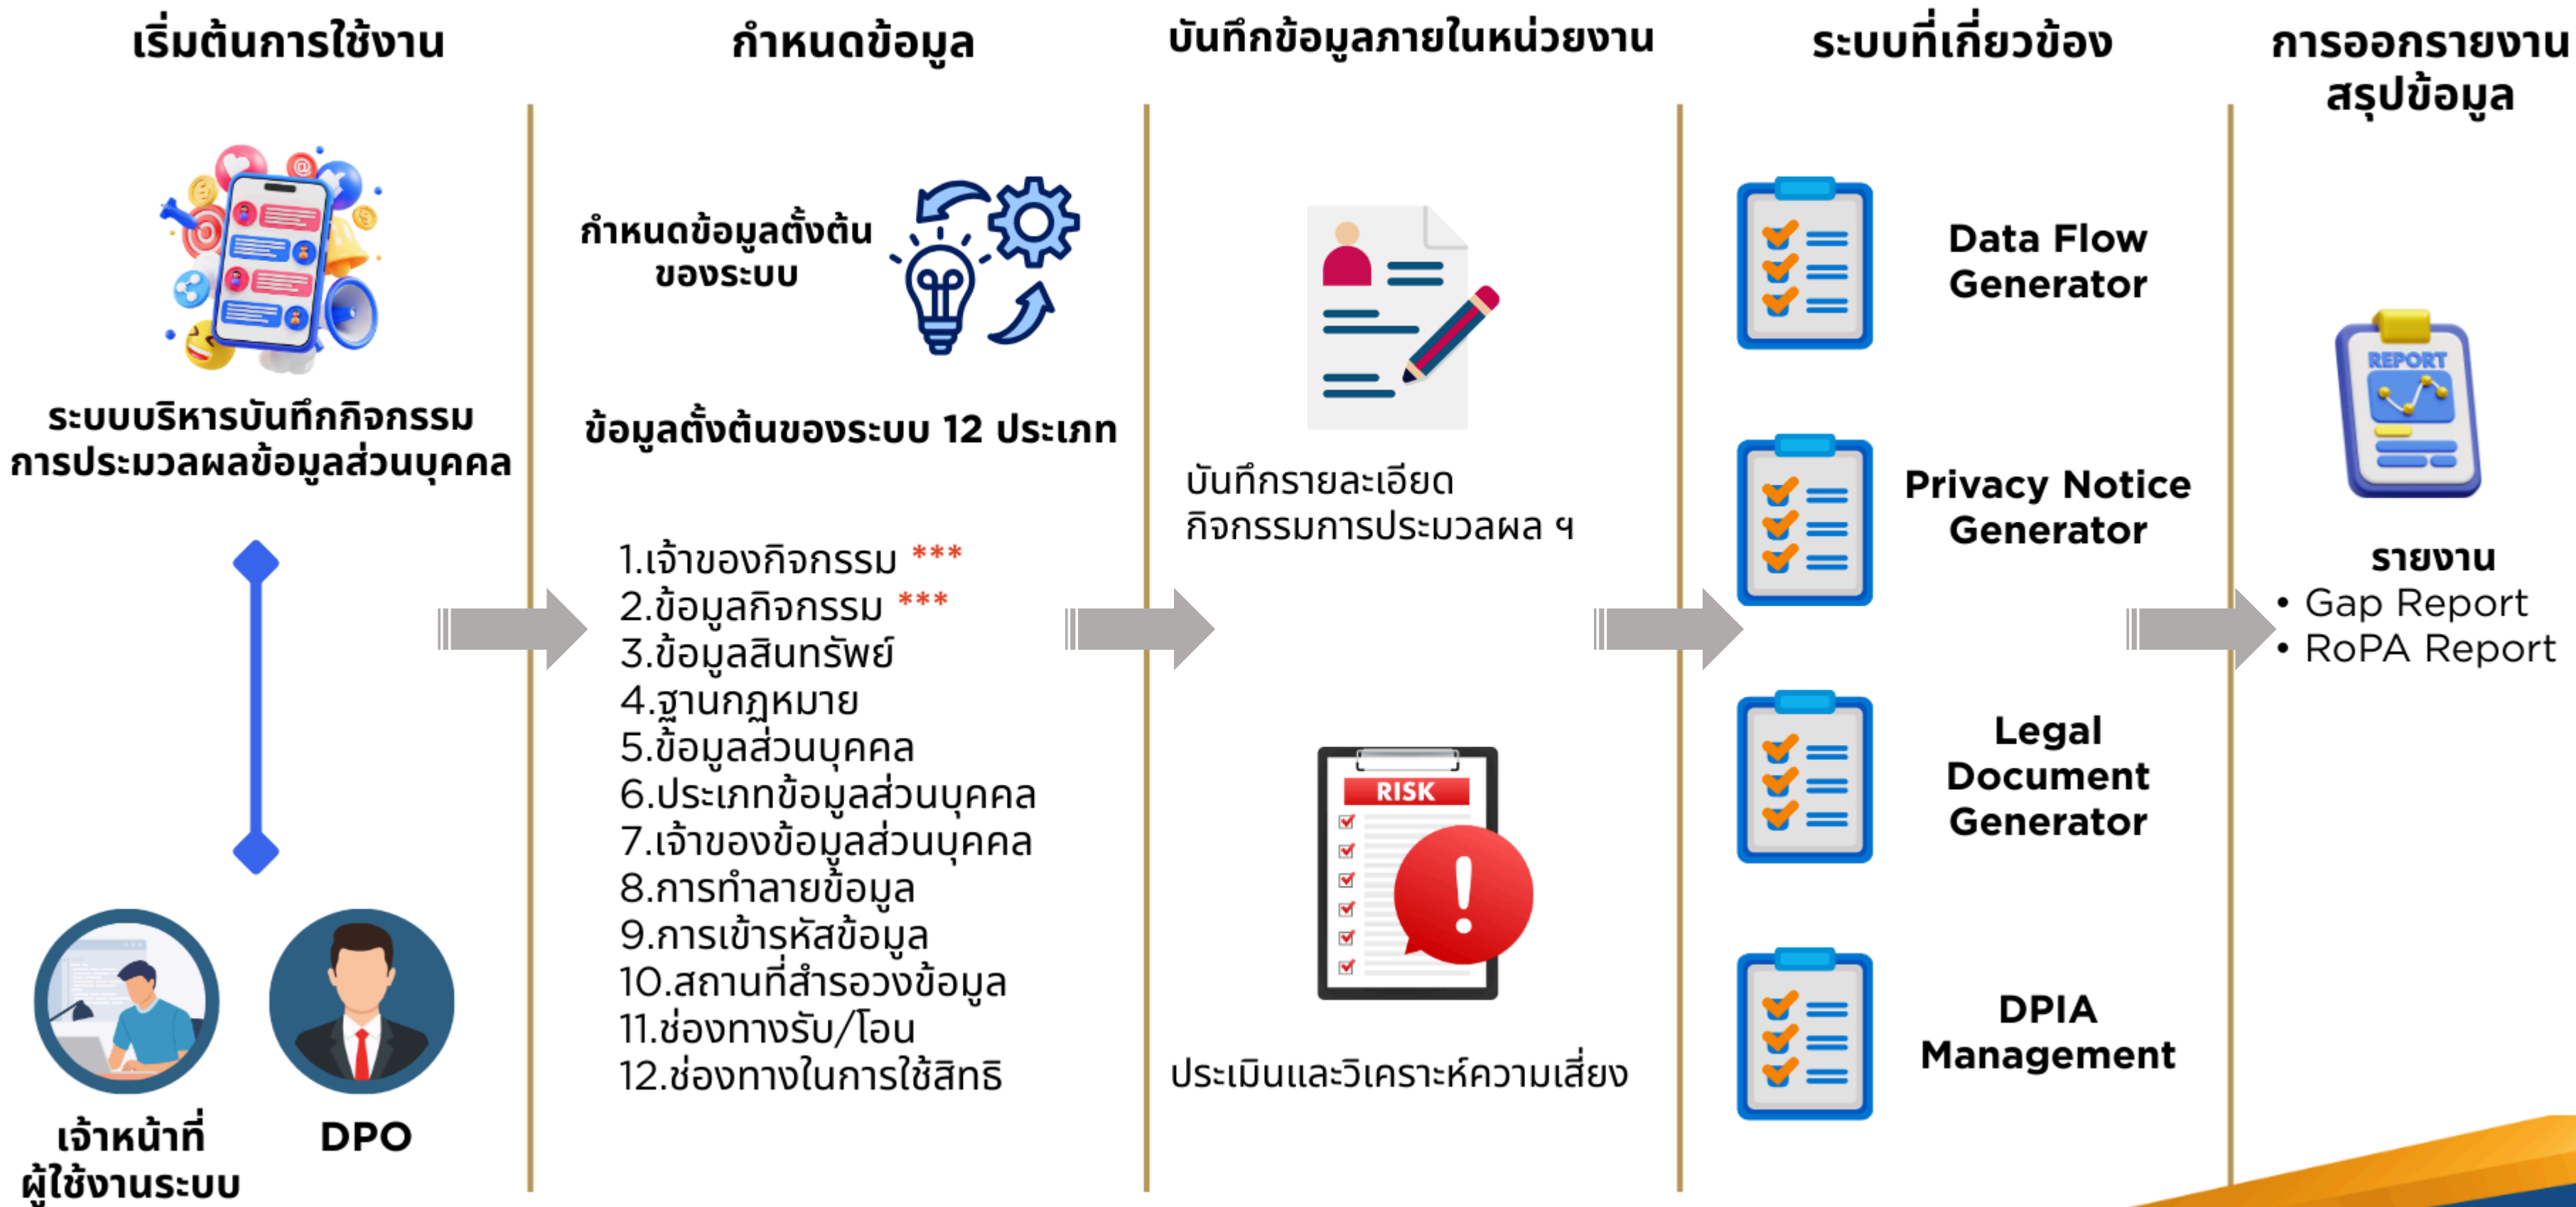 เริ่มต้นการใช้งาน
ระบบบริหารบันทึกกิจกรรม
การประมวลผลข้อมูลส่วนบุคคล
เจ้าหน้าที่
ผู้ใช้งานระบบ
DPO
กำหนดข้อมูล
กำหนดข้อมูลตั้งต้น
ของระบบ
ข้อมูลตั้งต้นของระบบ 12 ประเภท
1.เจ้าของกิจกรรม ***
2.ข้อมูลกิจกรรม ***
3.ข้อมูลสินทรัพย์
4.ฐานกฎหมาย
5.ข้อมูลส่วนบุคคล
6.ประเภทข้อมูลส่วนบุคคล
7.เจ้าของข้อมูลส่วนบุคคล
8.การทำลายข้อมูล
9.การเข้ารหัสข้อมูล
10.สถานที่สำรอวงข้อมูล
11.ช่องทางรับ/โอน
12.ช่องทางในการใช้สิทธิ
บันทึกข้อมูลภายในหน่วยงาน
บันทึกรายละเอียด
กิจกรรมการประมวลผล ฯ
RISK
!
ประเมินและวิเคราะห์ความเสี่ยง
ระบบที่เกี่ยวข้อง
Data Flow
Generator
Privacy Notice
Generator
Legal
Document
Generator
DPIA
Management
การออกรายงาน
สรุปข้อมูล
REPORT
รายงาน
• Gap Report
• RoPA Report